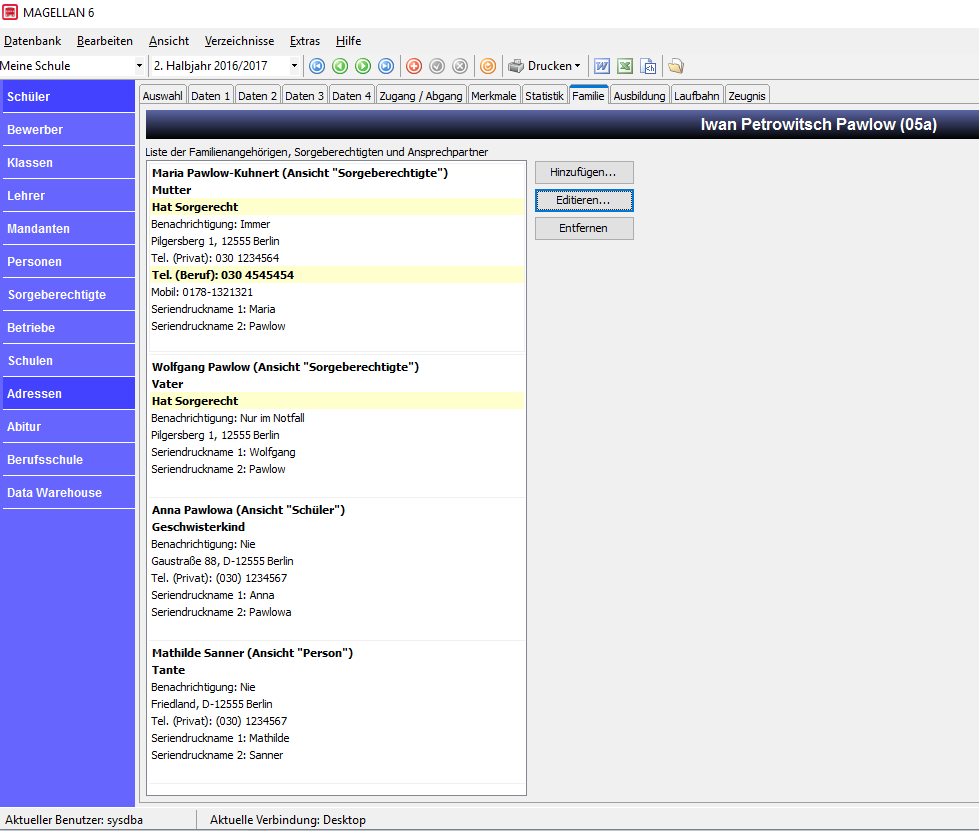 MAGELLAN 6
Datenbank Bearbeiten Ansicht Verzeichnisse Extras Hilfe
Meine Schule 2. Halbjahr 2016/2017 Drucken
Schüler
Bewerber
Klassen
Lehrer
Mandanten
Personen
Sorgeberechtigte
Betriebe
Schulen
Adressen
Abitur
Berufsschule
Data Warehouse
Auswahl Daten 1 Daten 2 Daten 3 Daten 4 Zugang / Abgang Merkmale Statistik Familie Ausbildung Laufbahn Zeugnis
Iwan Petrowitsch Pawlow (05a)
Liste der Familienangehörigen, Sorgeberechtigten und Ansprechpartner
Maria Pawlow-Kuhnert (Ansicht "Sorgeberechtigte")
Mutter
Hat Sorgerecht
Benachrichtigung: Immer
Pilgersberg 1, 12555 Berlin
Tel. (Privat): 030 1234564
Tel. (Beruf): 030 4545454
Mobil: 0178-1321321
Seriendruckname 1: Maria
Seriendruckname 2: Pawlow
Wolfgang Pawlow (Ansicht "Sorgeberechtigte")
Vater
Hat Sorgerecht
Benachrichtigung: Nur im Notfall
Pilgersberg 1, 12555 Berlin
Seriendruckname 1: Wolfgang
Seriendruckname 2: Pawlow
Anna Pawlowa (Ansicht "Schüler")
Geschwisterkind
Benachrichtigung: Nie
Gaustraße 88, D-12555 Berlin
Tel. (Privat): (030) 1234567
Seriendruckname 1: Anna
Seriendruckname 2: Pawlowa
Mathilde Sanner (Ansicht "Person")
Tante
Benachrichtigung: Nie
Friedland, D-12555 Berlin
Tel. (Privat): (030) 1234567
Seriendruckname 1: Mathilde
Seriendruckname 2: Sanner
Hinzufügen...
Editieren...
Entfernen
Aktueller Benutzer: sysdba Aktuelle Verbindung: Desktop